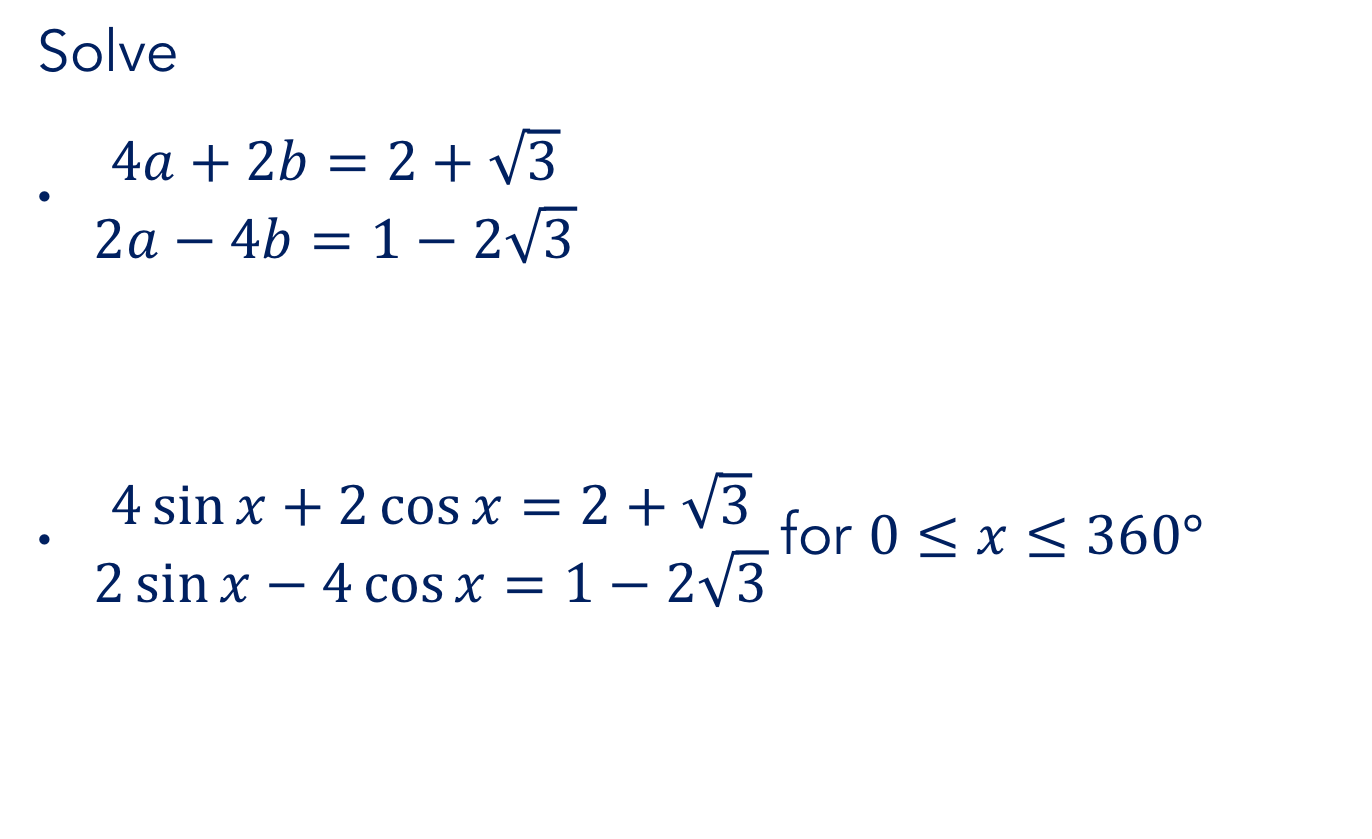 Solve
4a + 2b = 2 + √3
• 2a − 4b = 1 − 2√3
4 sin x + 2 cos x = 2 + √3
• 2 sin x − 4 cos x = 1 − 2√3 for 0 ≤ x ≤ 360°